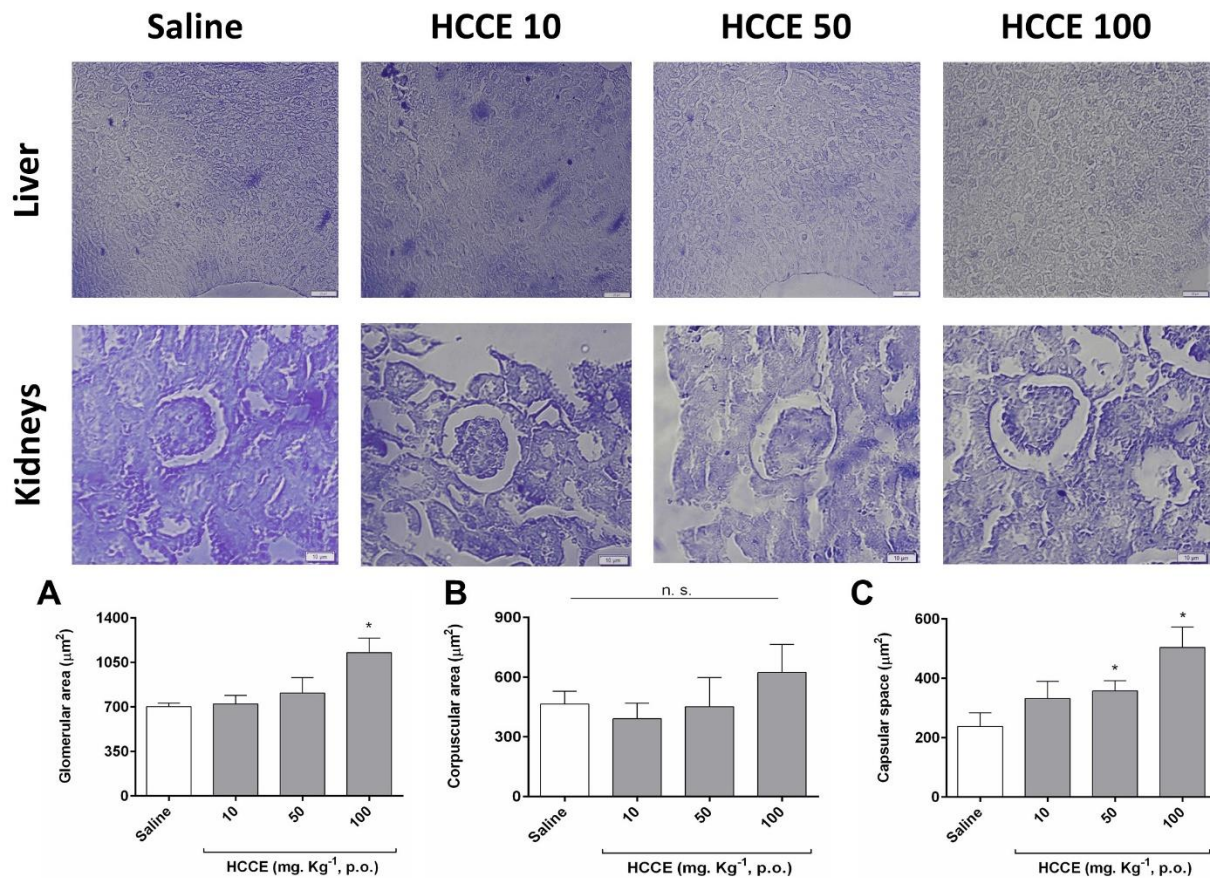 Saline HCCE 10 HCCE 50 HCCE 100
Liver
Kidneys
10 µm 10 µm 10 µm 10 µm
A
Glomerular area (µm²)
1400
1050
700
350
0
*
Saline 10 50 100
HCCE (mg. Kg⁻¹, p.o.)
B
Corpuscular area (µm²)
900
600
300
0
n. s.
Saline 10 50 100
HCCE (mg. Kg⁻¹, p.o.)
C
Capsular space (µm²)
600
400
200
0
* *
Saline 10 50 100
HCCE (mg. Kg⁻¹, p.o.)